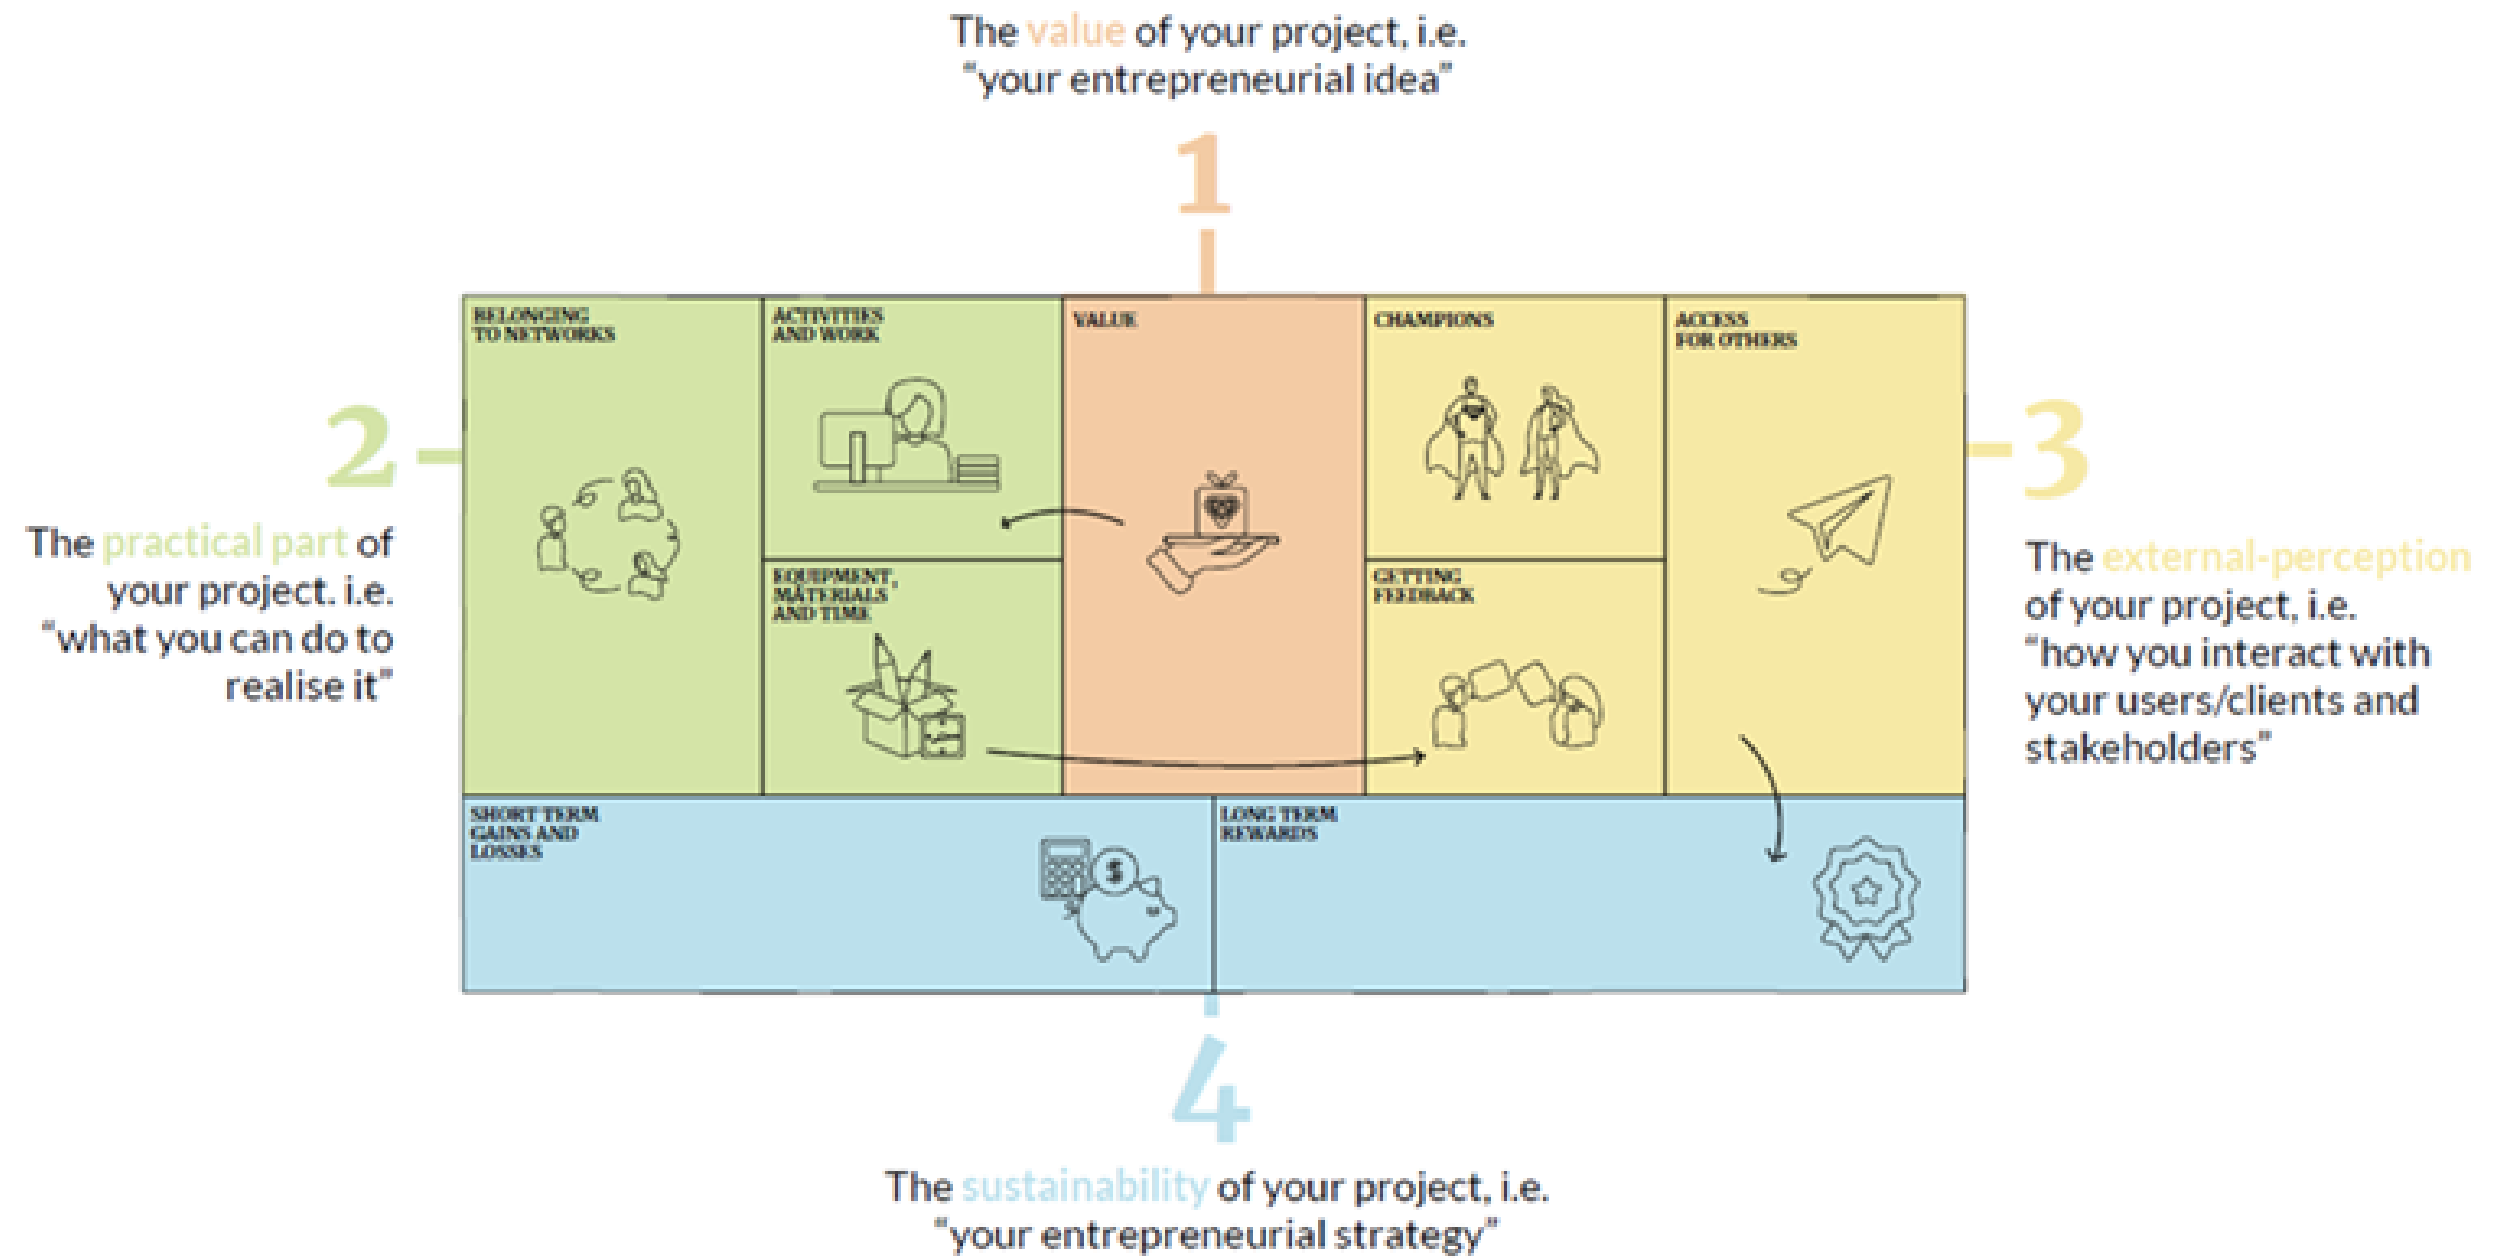 The value of your project, i.e.
“your entrepreneurial idea”
1
BELONGING
TO NETWORKS
ACTIVITIES
AND WORK
VALUE
CHAMPIONS
ACCESS
FOR OTHERS
2
The practical part of
your project. i.e.
“what you can do to
realise it”
EQUIPMENT,
MATERIALS
AND TIME
GETTING
FEEDBACK
3
The external-perception
of your project, i.e.
“how you interact with
your users/clients and
stakeholders”
SHORT TERM
GAINS AND
LOSSES
$
LONG TERM
REWARDS
4
The sustainability of your project, i.e.
“your entrepreneurial strategy”